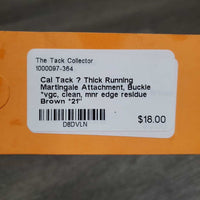 The Tack Collector
1000097-364
Cal Tack ? Thick Running
Martingale Attachment, Buckle
*vgc, clean, mnr edge residue
Brown "21"
D8DVLN
$18.00